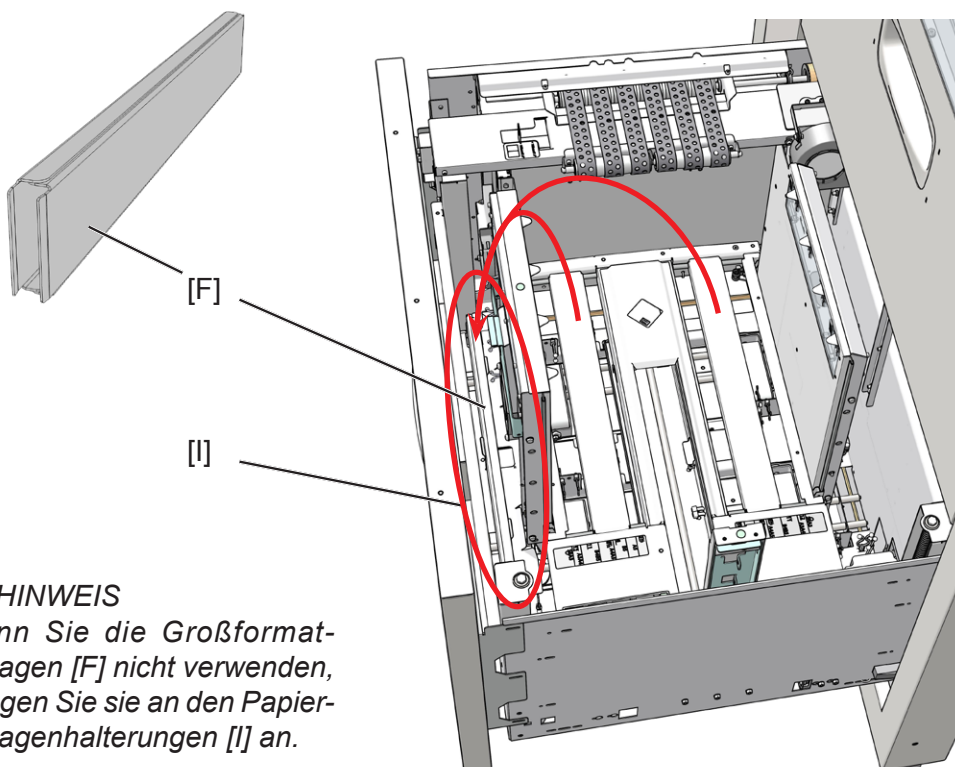 [F]
[I]
HINWEIS
nn Sie die Großformat-
agen [F] nicht verwenden,
gen Sie sie an den Papier-
agenhalterungen [I] an.